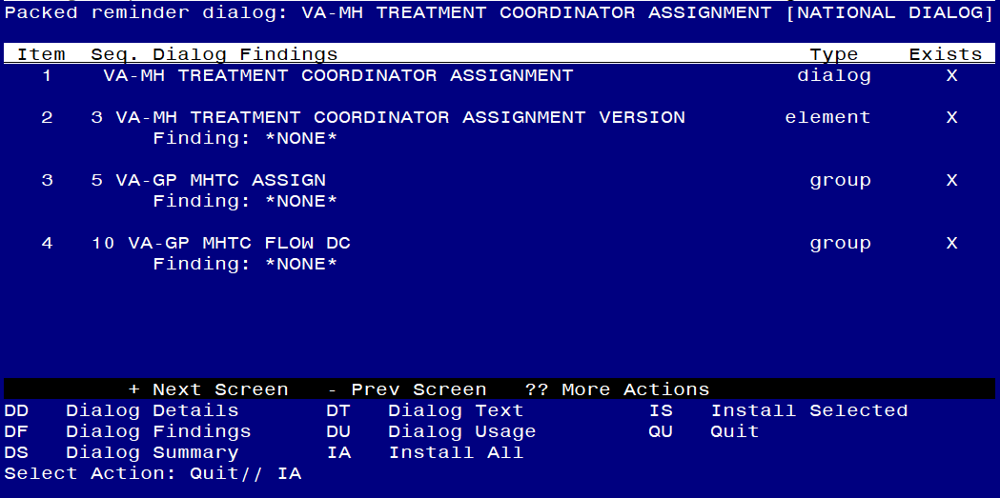 Packed reminder dialog: VA-MH TREATMENT COORDINATOR ASSIGNMENT [NATIONAL DIALOG]
Item Seq. Dialog Findings Type Exists
1 VA-MH TREATMENT COORDINATOR ASSIGNMENT dialog X
2 3 VA-MH TREATMENT COORDINATOR ASSIGNMENT VERSION element X
Finding: *NONE*
3 5 VA-GP MHTC ASSIGN group X
Finding: *NONE*
4 10 VA-GP MHTC FLOW DC group X
Finding: *NONE*
+ Next Screen - Prev Screen ?? More Actions
DD Dialog Details DT Dialog Text IS Install Selected
DF Dialog Findings DU Dialog Usage QU Quit
DS Dialog Summary IA Install All
Select Action: Quit// IA